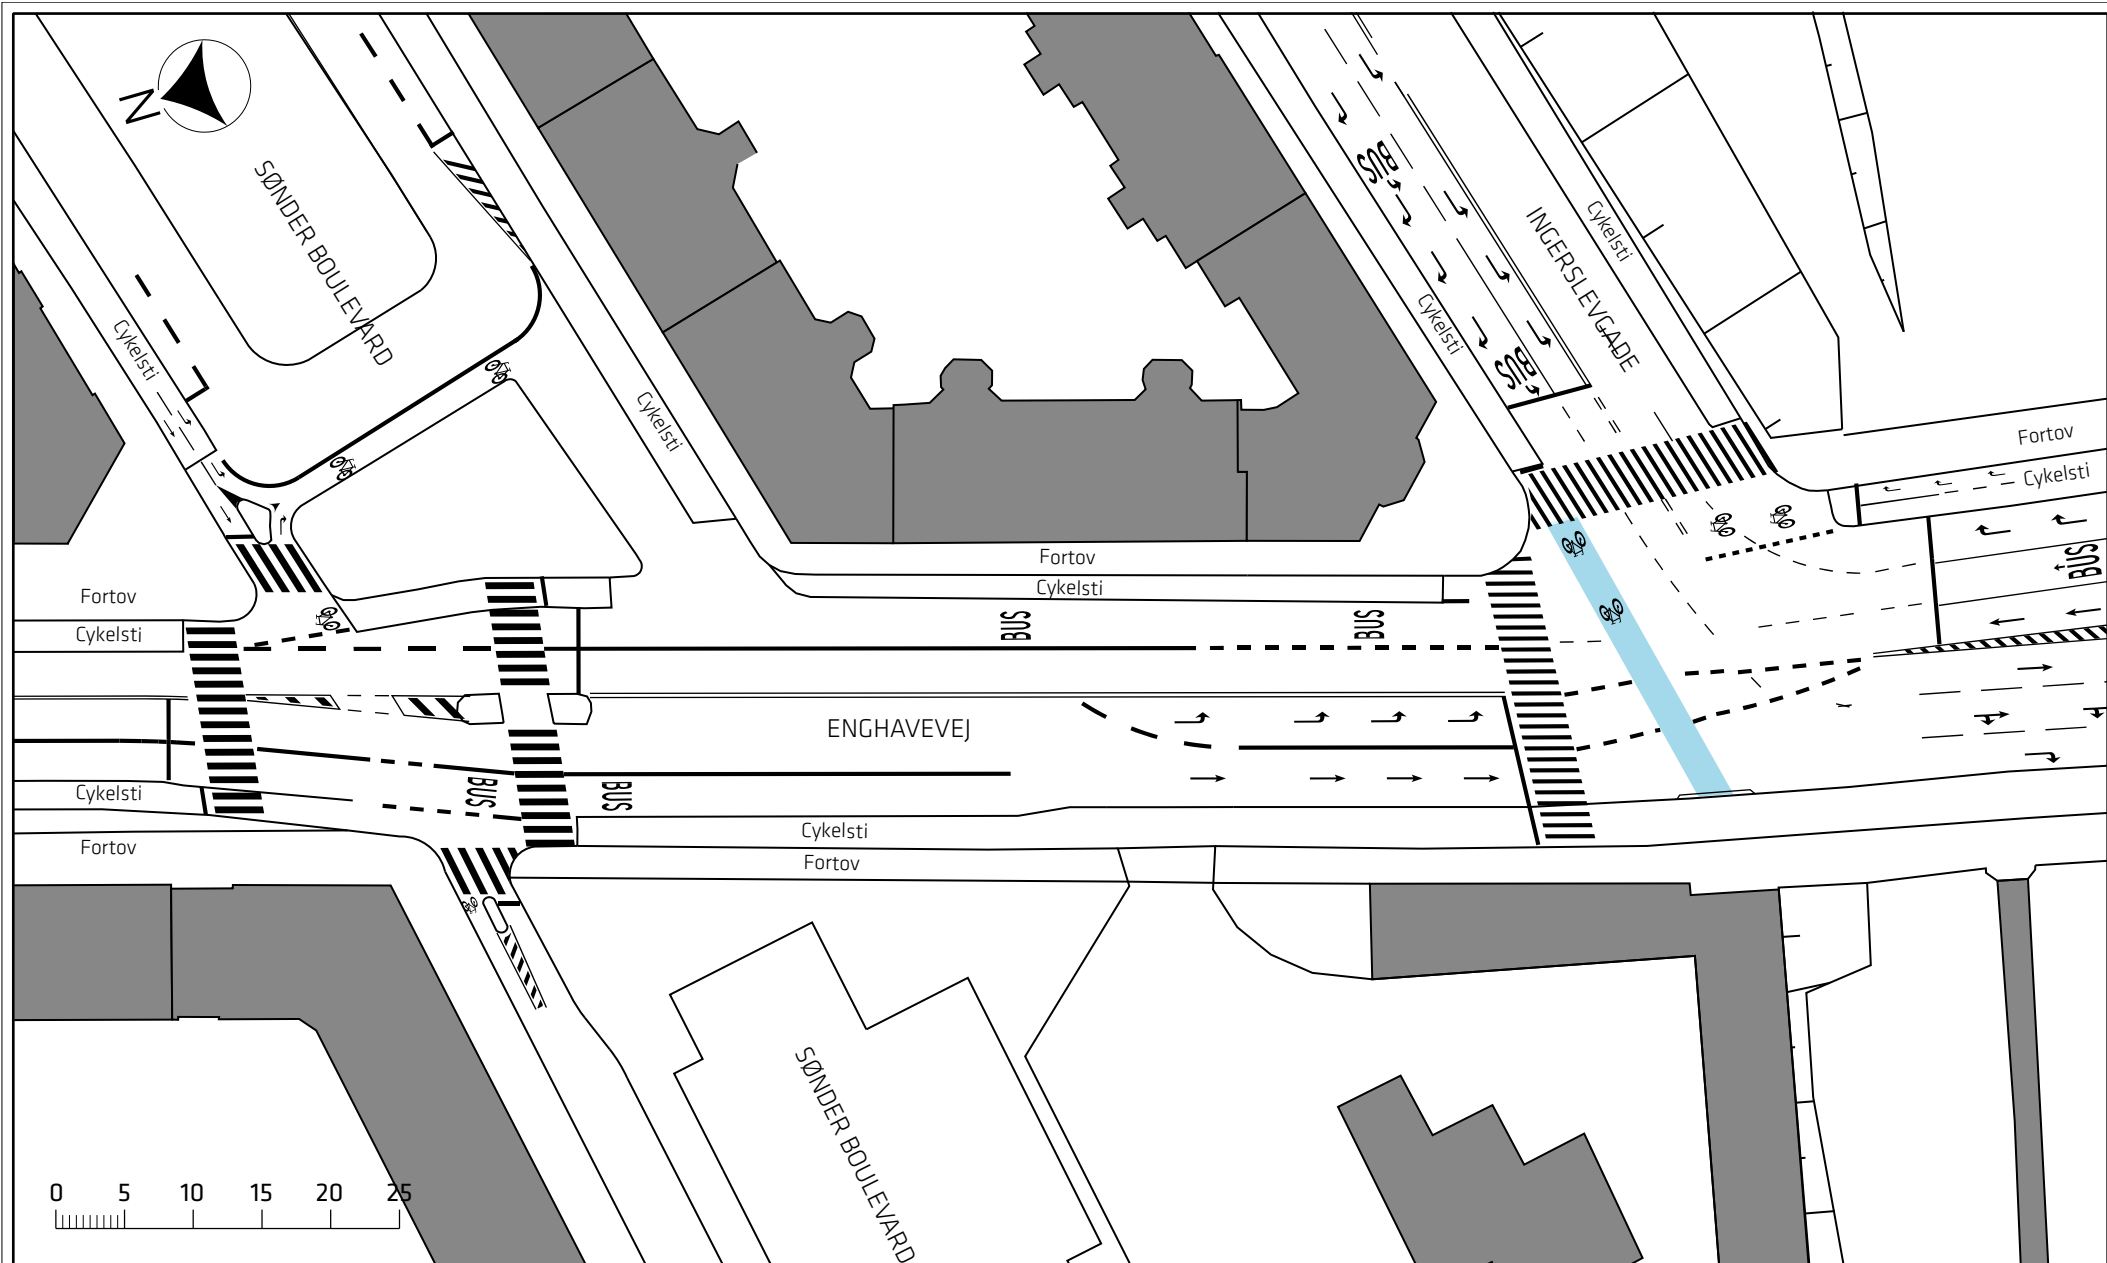 N
SØNDER BOULEVARD
Cykelsti
Cykelsti
BUS
BUS
INGERSLEVGADE
Cykelsti
Cykelsti
Fortov
Cykelsti
BUS
Fortov
Cykelsti
Fortov
Cykelsti
BUS
BUS
ENGHAVEVEJ
Cykelsti
Fortov
BUS
BUS
Cykelsti
Fortov
SØNDER BOULEVARD
0 5 10 15 20 25